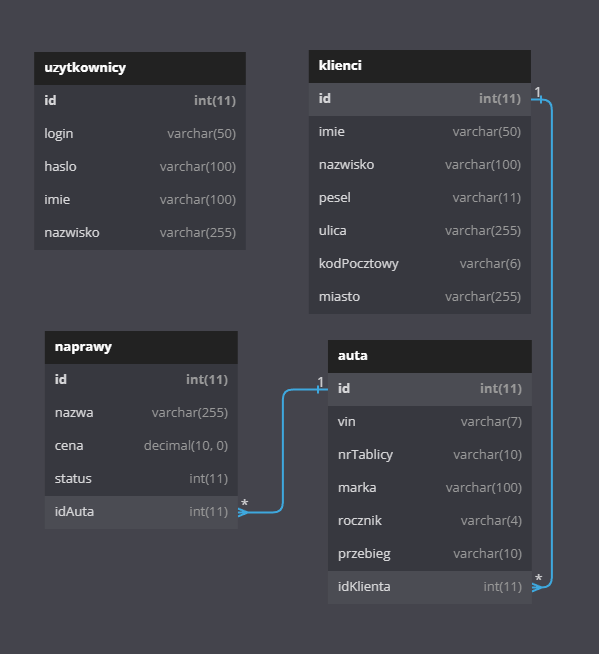 uzytkownicy
id int(11)
login varchar(50)
haslo varchar(100)
imie varchar(100)
nazwisko varchar(255)
klienci
id int(11)
imie varchar(50)
nazwisko varchar(100)
pesel varchar(11)
ulica varchar(255)
kodPocztowy varchar(6)
miasto varchar(255)
1
naprawy
id int(11)
nazwa varchar(255)
cena decimal(10, 0)
status int(11)
idAuta int(11)
*
1
auta
id int(11)
vin varchar(7)
nrTablicy varchar(10)
marka varchar(100)
rocznik varchar(4)
przebieg varchar(10)
idKlienta int(11)
*